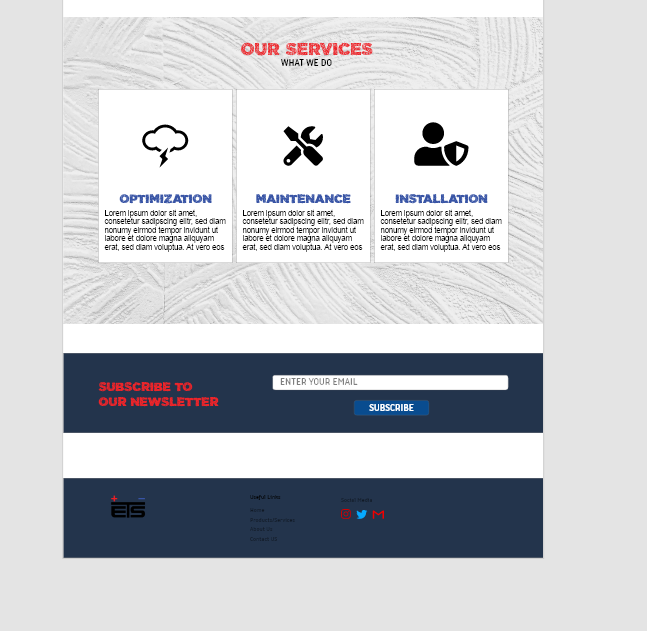 OUR SERVICES
WHAT WE DO
OPTIMIZATION
Lorem ipsum dolor sit amet,
consetetur sadipscing elitr, sed diam
nonumy eirmod tempor invidunt ut
labore et dolore magna aliquyam
erat, sed diam voluptua. At vero eos
MAINTENANCE
Lorem ipsum dolor sit amet,
consetetur sadipscing elitr, sed diam
nonumy eirmod tempor invidunt ut
labore et dolore magna aliquyam
erat, sed diam voluptua. At vero eos
INSTALLATION
Lorem ipsum dolor sit amet,
consetetur sadipscing elitr, sed diam
nonumy eirmod tempor invidunt ut
labore et dolore magna aliquyam
erat, sed diam voluptua. At vero eos
SUBSCRIBE TO
OUR NEWSLETTER
ENTER YOUR EMAIL
SUBSCRIBE
ETS
Useful Links
Home
Products/Services
About Us
Contact Us
Social Media